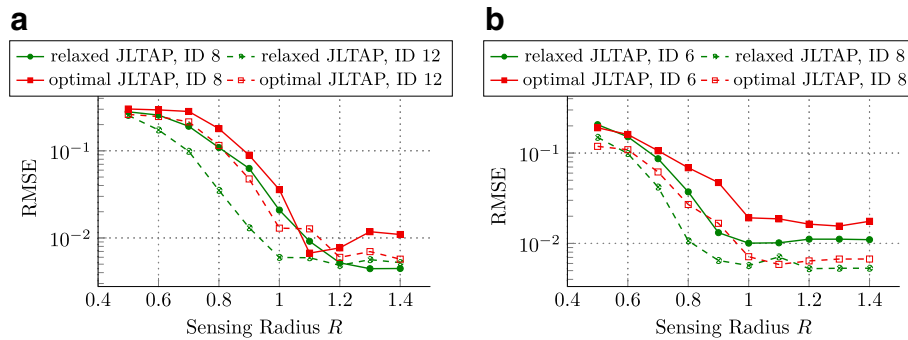 a
relaxed JLTAP, ID 8 relaxed JLTAP, ID 12
optimal JLTAP, ID 8 optimal JLTAP, ID 12
RMSE
10⁻¹
10⁻²
0.4 0.6 0.8 1 1.2 1.4
Sensing Radius R
b
relaxed JLTAP, ID 6 relaxed JLTAP, ID 8
optimal JLTAP, ID 6 optimal JLTAP, ID 8
RMSE
10⁻¹
10⁻²
0.4 0.6 0.8 1 1.2 1.4
Sensing Radius R